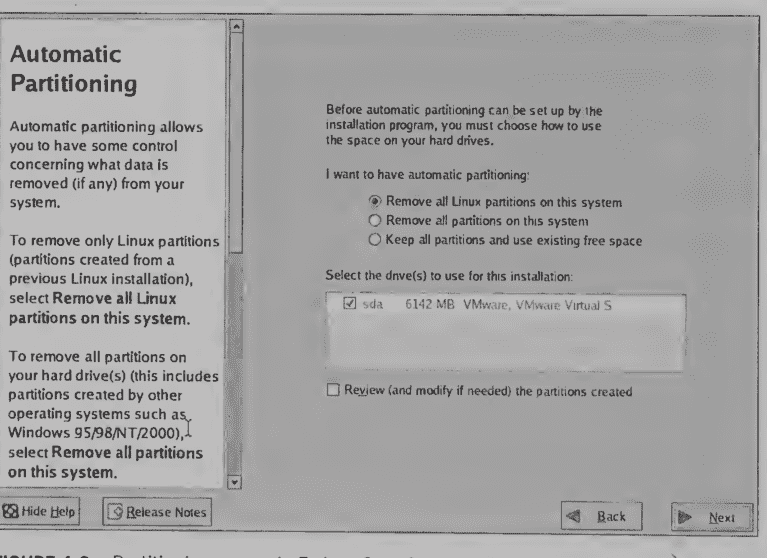 Automatic
Partitioning
Automatic partitioning allows
you to have some control
concerning what data is
removed (if any) from your
system.
To remove only Linux partitions
(partitions created from a
previous Linux installation),
select Remove all Linux
partitions on this system.
To remove all partitions on
your hard drive(s) (this includes
partitions created by other
operating systems such as
Windows 95/98/NT/2000),
select Remove all partitions
on this system.
Before automatic partitioning can be set up by the
installation program, you must choose how to use
the space on your hard drives.
I want to have automatic partitioning:
Remove all Linux partitions on this system
Remove all partitions on this system
Keep all partitions and use existing free space
Select the drive(s) to use for this installation:
sda 6142 MB VMware, VMware Virtual S
Review (and modify if needed) the partitions created
Hide Help
Release Notes
Back
Next